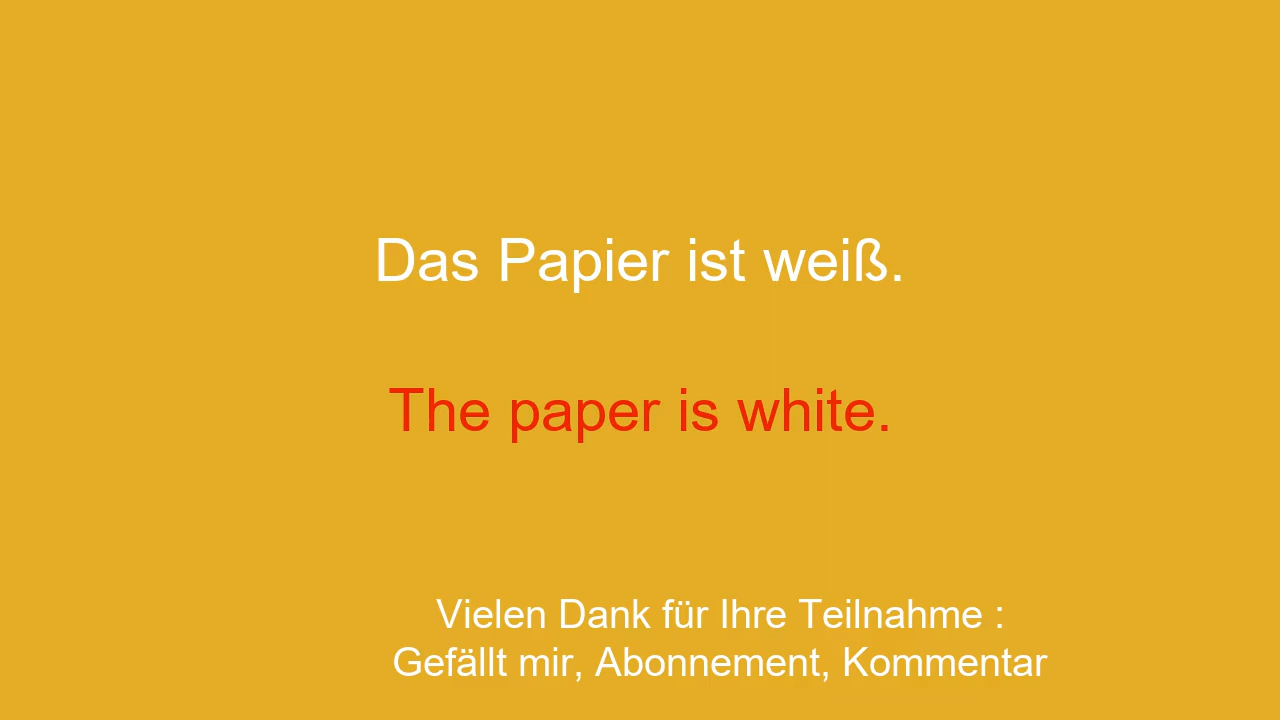 Das Papier ist weiß.
The paper is white.
Vielen Dank für Ihre Teilnahme :
Gefällt mir, Abonnement, Kommentar